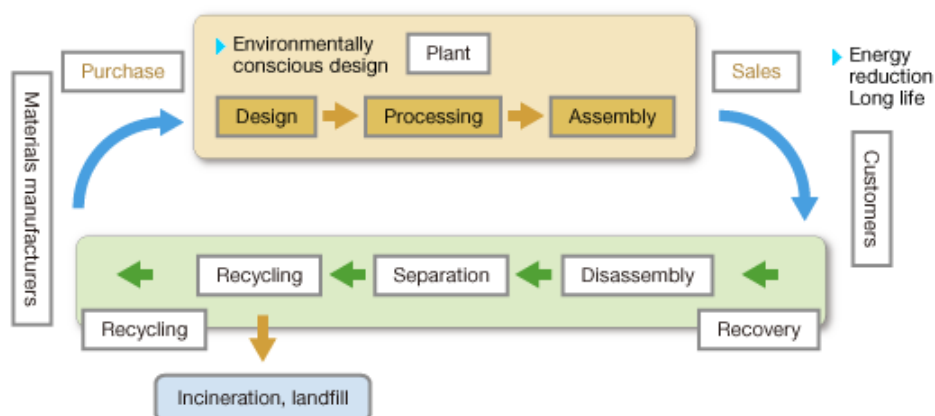 Environmentally
conscious design
Plant
Purchase
Sales
Energy
reduction
Long life
Materials manufacturers
Design
Processing
Assembly
Customers
Recycling
Separation
Disassembly
Recycling
Recovery
Incineration, landfill